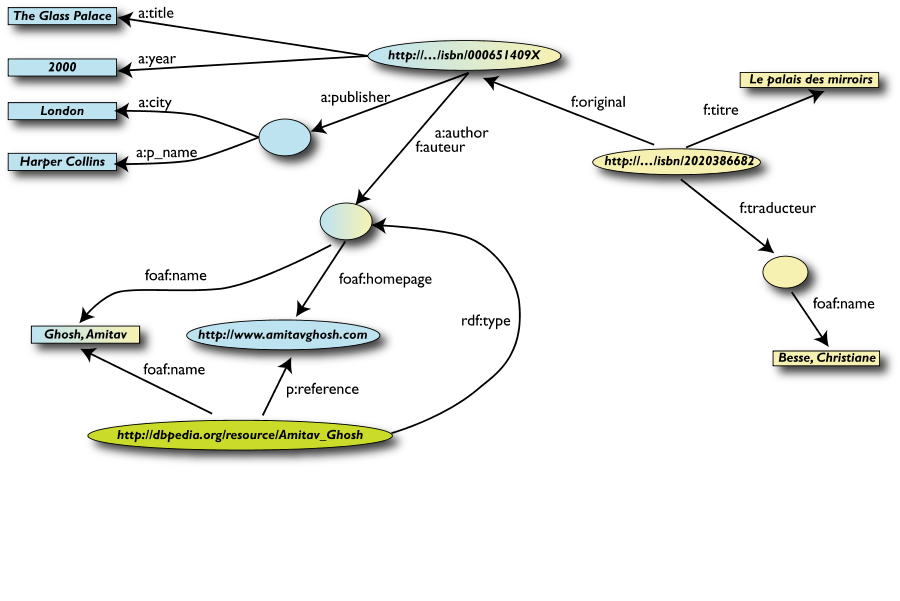 The Glass Palace
a:title
http://…/isbn/000651409X
2000
a:year
Le palais des mirroirs
London
a:city
a:publisher
f:original
f:titre
a:author
f:auteur
Harper Collins
a:p_name
http://…/isbn/2020386682
f:traducteur
foaf:name
foaf:homepage
foaf:name
rdf:type
Ghosh, Amitav
http://www.amitavghosh.com
Besse, Christiane
foaf:name
p:reference
http://dbpedia.org/resource/Amitav_Ghosh